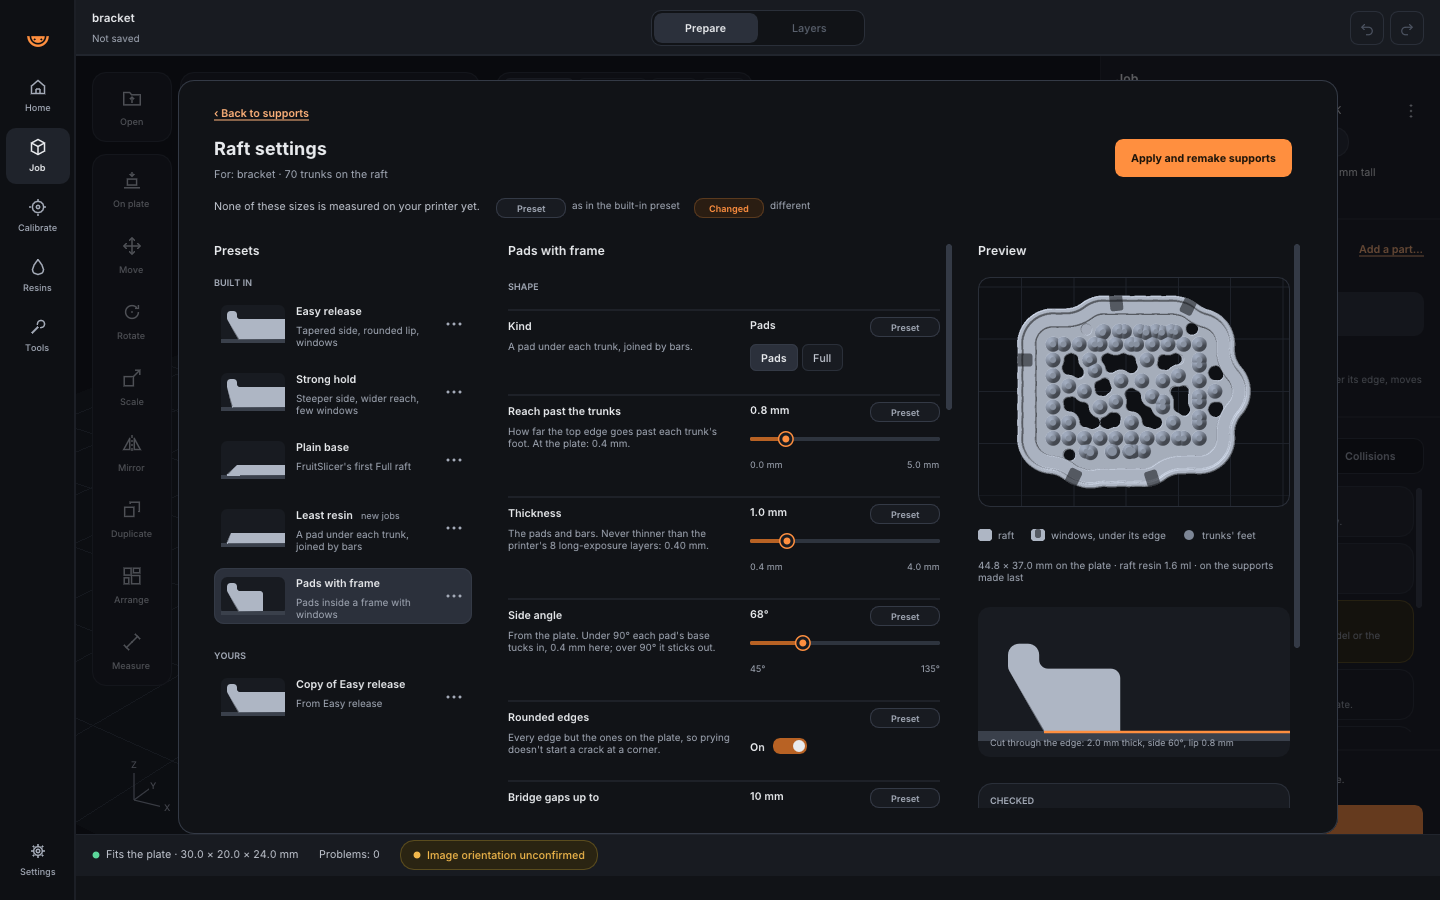 bracket
Not saved
Prepare
Layers
Home
Job
Calibrate
Resins
Tools
Settings
Open
On plate
Move
Rotate
Scale
Mirror
Duplicate
Arrange
Measure
Z
Y
X
‹ Back to supports
Raft settings
For: bracket · 70 trunks on the raft
Apply and remake supports
None of these sizes is measured on your printer yet.
Preset
as in the built-in preset
Changed
different
Presets
BUILT IN
Easy release
Tapered side, rounded lip,
windows
Strong hold
Steeper side, wider reach,
few windows
Plain base
FruitSlicer's first Full raft
Least resin new jobs
A pad under each trunk,
joined by bars
Pads with frame
Pads inside a frame with
windows
YOURS
Copy of Easy release
From Easy release
Pads with frame
SHAPE
Kind
A pad under each trunk, joined by bars.
Pads
Preset
Pads
Full
Reach past the trunks
How far the top edge goes past each trunk's
foot. At the plate: 0.4 mm.
0.8 mm
Preset
0.0 mm
5.0 mm
Thickness
The pads and bars. Never thinner than the
printer's 8 long-exposure layers: 0.40 mm.
1.0 mm
Preset
0.4 mm
4.0 mm
Side angle
From the plate. Under 90° each pad's base
tucks in, 0.4 mm here; over 90° it sticks out.
68°
Preset
45°
135°
Rounded edges
Every edge but the ones on the plate, so prying
doesn't start a crack at a corner.
Preset
On
Bridge gaps up to
10 mm
Preset
Preview
raft
windows, under its edge
trunks' feet
44.8 × 37.0 mm on the plate · raft resin 1.6 ml · on the supports
made last
Cut through the edge: 2.0 mm thick, side 60°, lip 0.8 mm
CHECKED
Job
mm tall
Add a part...
er its edge, moves
Collisions
del or the
ate.
Fits the plate · 30.0 × 20.0 × 24.0 mm
Problems: 0
Image orientation unconfirmed